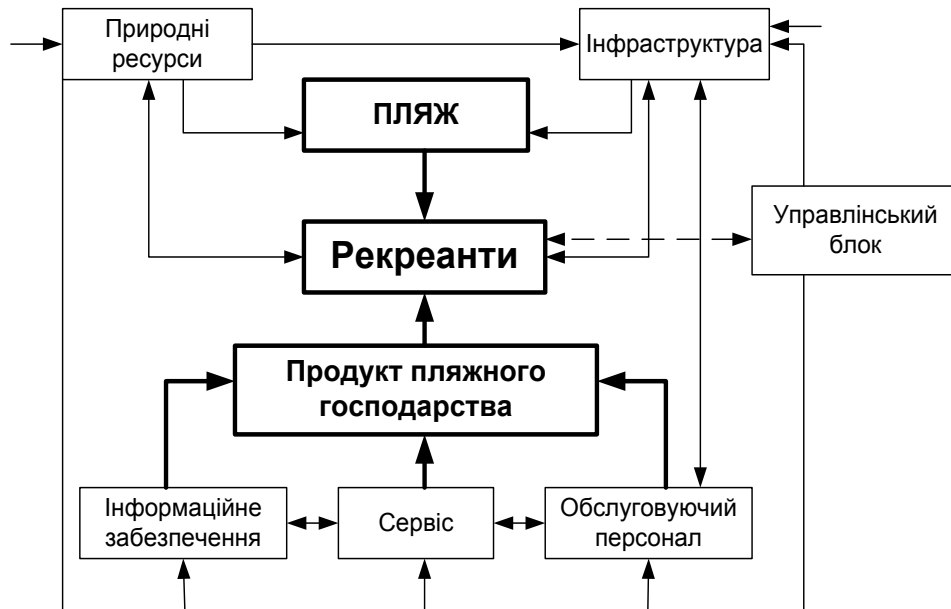 Природні
ресурси
Інфраструктура
ПЛЯЖ
Управлінський
блок
Рекреанти
Продукт пляжного
господарства
Інформаційне
забезпечення
Сервіс
Обслуговуючий
персонал